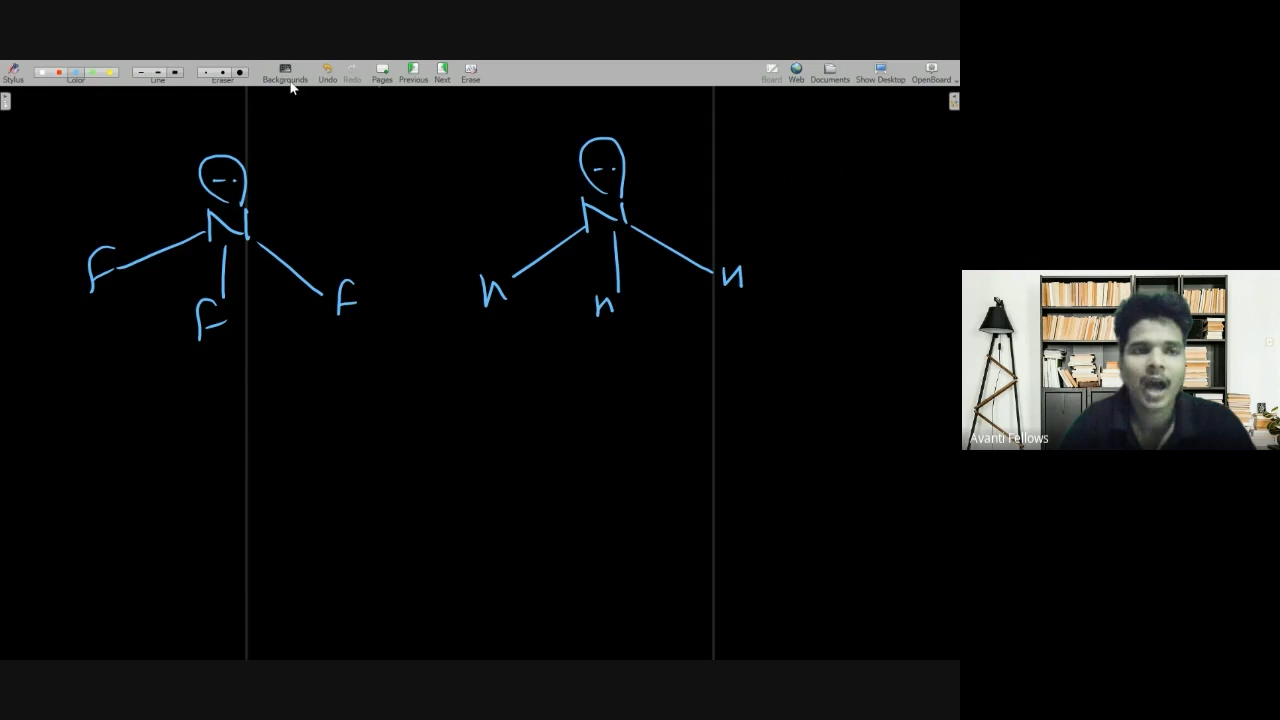 Stylus Color Line Eraser Backgrounds Undo Redo Pages Previous Next Erase Board Web Documents Show Desktop OpenBoard
N N
F F F H H H
Avanti Fellows